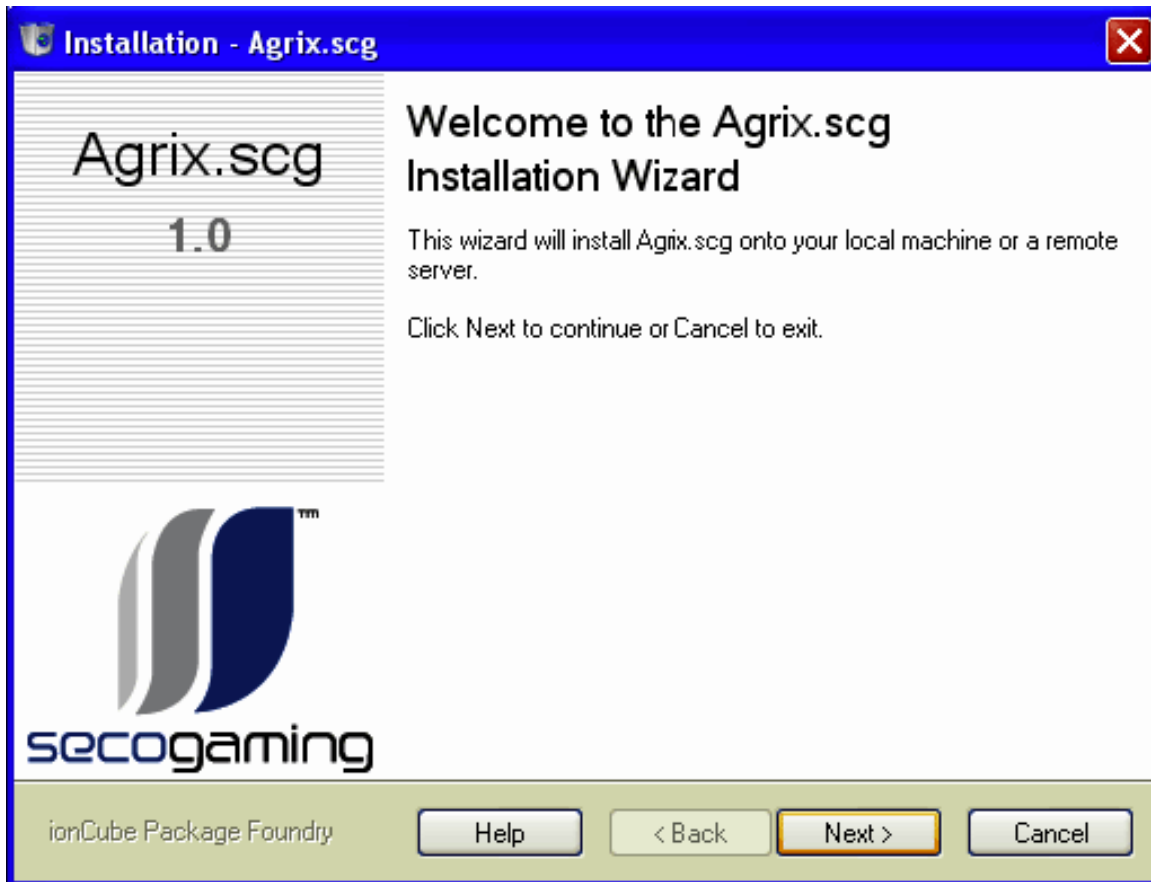 Installation - Agrix.scg
Agrix.scg
1.0
Welcome to the Agrix.scg
Installation Wizard
This wizard will install Agrix.scg onto your local machine or a remote
server.
Click Next to continue or Cancel to exit.
TM
secogaming
ionCube Package Foundry
Help
< Back
Next >
Cancel